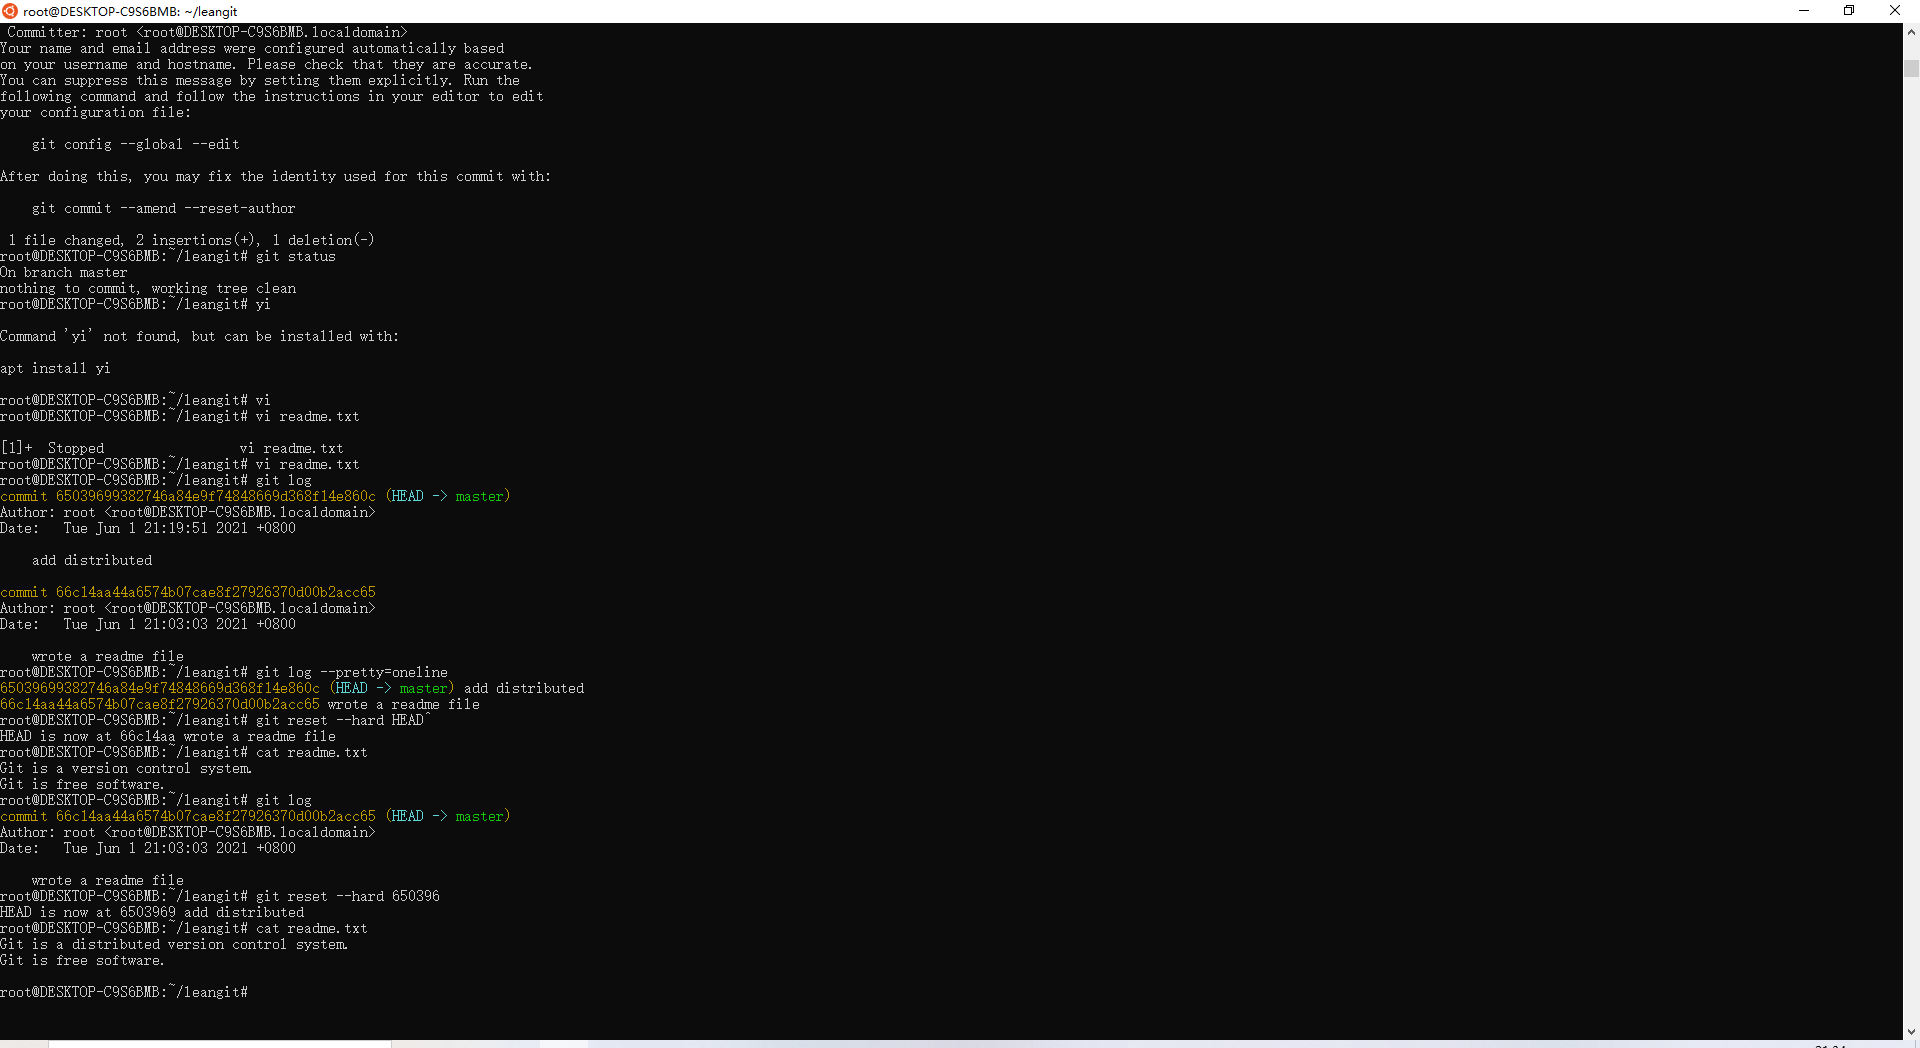 root@DESKTOP-C9S6BMB: ~/leangit
Committer: root <root@DESKTOP-C9S6BMB.localdomain>
Your name and email address were configured automatically based
on your username and hostname. Please check that they are accurate.
You can suppress this message by setting them explicitly. Run the
following command and follow the instructions in your editor to edit
your configuration file:
git config --global --edit
After doing this, you may fix the identity used for this commit with:
git commit --amend --reset-author
1 file changed, 2 insertions(+), 1 deletion(-)
root@DESKTOP-C9S6BMB:~/leangit# git status
On branch master
nothing to commit, working tree clean
root@DESKTOP-C9S6BMB:~/leangit# yi
Command 'yi' not found, but can be installed with:
apt install yi
root@DESKTOP-C9S6BMB:~/leangit# vi
root@DESKTOP-C9S6BMB:~/leangit# vi readme.txt
[1]+  Stopped                 vi readme.txt
root@DESKTOP-C9S6BMB:~/leangit# vi readme.txt
root@DESKTOP-C9S6BMB:~/leangit# git log
commit 65039699382746a84e9f74848669d368f14e860c (HEAD -> master)
Author: root <root@DESKTOP-C9S6BMB.localdomain>
Date:   Tue Jun 1 21:19:51 2021 +0800
add distributed
commit 66c14aa44a6574b07cae8f27926370d00b2acc65
Author: root <root@DESKTOP-C9S6BMB.localdomain>
Date:   Tue Jun 1 21:03:03 2021 +0800
wrote a readme file
root@DESKTOP-C9S6BMB:~/leangit# git log --pretty=oneline
65039699382746a84e9f74848669d368f14e860c (HEAD -> master) add distributed
66c14aa44a6574b07cae8f27926370d00b2acc65 wrote a readme file
root@DESKTOP-C9S6BMB:~/leangit# git reset --hard HEAD^
HEAD is now at 66c14aa wrote a readme file
root@DESKTOP-C9S6BMB:~/leangit# cat readme.txt
Git is a version control system.
Git is free software.
root@DESKTOP-C9S6BMB:~/leangit# git log
commit 66c14aa44a6574b07cae8f27926370d00b2acc65 (HEAD -> master)
Author: root <root@DESKTOP-C9S6BMB.localdomain>
Date:   Tue Jun 1 21:03:03 2021 +0800
wrote a readme file
root@DESKTOP-C9S6BMB:~/leangit# git reset --hard 650396
HEAD is now at 6503969 add distributed
root@DESKTOP-C9S6BMB:~/leangit# cat readme.txt
Git is a distributed version control system.
Git is free software.
root@DESKTOP-C9S6BMB:~/leangit#